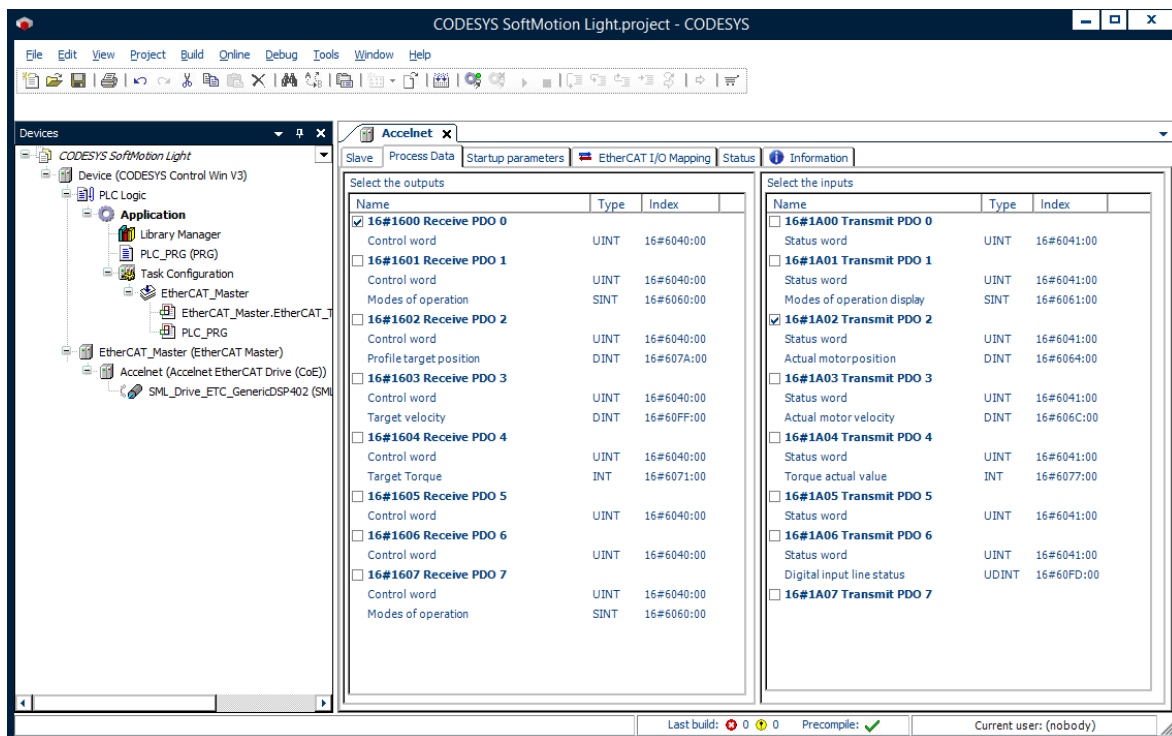 CODESYS SoftMotion Light.project - CODESYS
File Edit View Project Build Online Debug Tools Window Help
Devices
CODESYS SoftMotion Light
Device (CODESYS Control Win V3)
PLC Logic
Application
Library Manager
PLC_PRG (PRG)
Task Configuration
EtherCAT_Master
EtherCAT_Master.EtherCAT_T
PLC_PRG
EtherCAT_Master (EtherCAT Master)
Accelnet (Accelnet EtherCAT Drive (CoE))
SML_Drive_ETC_GenericDSP402 (SML
Accelnet
Slave Process Data Startup parameters EtherCAT I/O Mapping Status Information
Select the outputs
Name Type Index
16#1600 Receive PDO 0
Control word UINT 16#6040:00
16#1601 Receive PDO 1
Control word UINT 16#6040:00
Modes of operation SINT 16#6060:00
16#1602 Receive PDO 2
Control word UINT 16#6040:00
Profile target position DINT 16#607A:00
16#1603 Receive PDO 3
Control word UINT 16#6040:00
Target velocity DINT 16#60FF:00
16#1604 Receive PDO 4
Control word UINT 16#6040:00
Target Torque INT 16#6071:00
16#1605 Receive PDO 5
Control word UINT 16#6040:00
16#1606 Receive PDO 6
Control word UINT 16#6040:00
16#1607 Receive PDO 7
Control word UINT 16#6040:00
Modes of operation SINT 16#6060:00
Select the inputs
Name Type Index
16#1A00 Transmit PDO 0
Status word UINT 16#6041:00
16#1A01 Transmit PDO 1
Status word UINT 16#6041:00
Modes of operation display SINT 16#6061:00
16#1A02 Transmit PDO 2
Status word UINT 16#6041:00
Actual motorposition DINT 16#6064:00
16#1A03 Transmit PDO 3
Status word UINT 16#6041:00
Actual motor velocity DINT 16#606C:00
16#1A04 Transmit PDO 4
Status word UINT 16#6041:00
Torque actual value INT 16#6077:00
16#1A05 Transmit PDO 5
Status word UINT 16#6041:00
16#1A06 Transmit PDO 6
Status word UINT 16#6041:00
Digital input line status UDINT 16#60FD:00
16#1A07 Transmit PDO 7
Last build: 0 0 Precompile: Current user: (nobody)